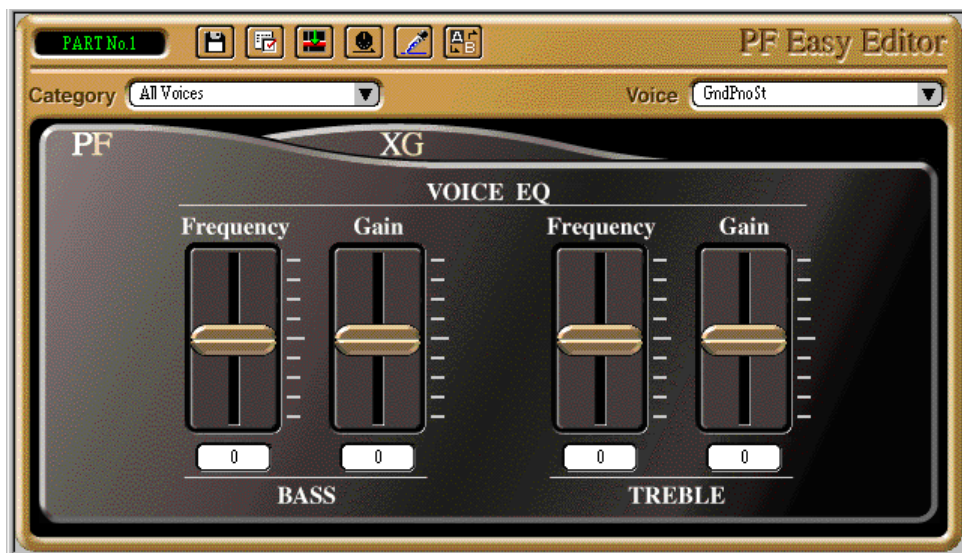 PART No.1
PF Easy Editor
Category All Voices Voice GndPnoSt
PF XG
VOICE EQ
Frequency Gain Frequency Gain
0 0 0 0
BASS TREBLE